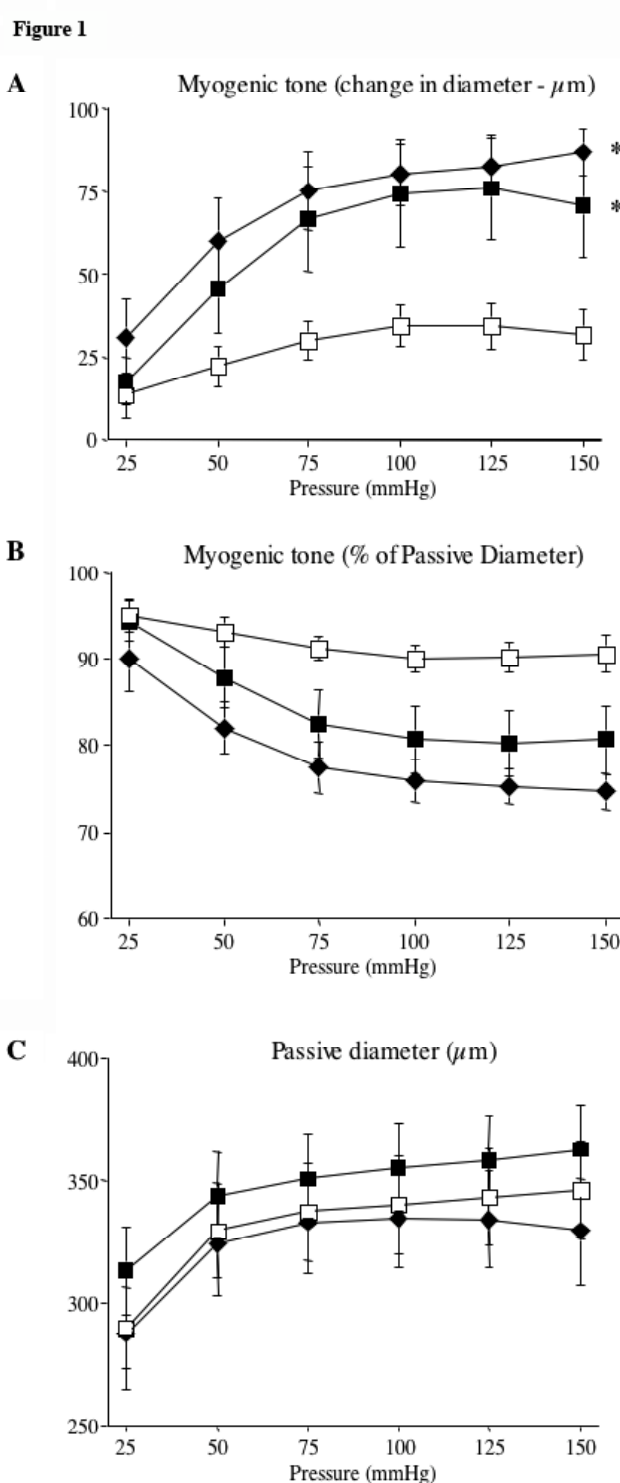 Figure 1
A
Myogenic tone (change in diameter - μm)
100
75
50
25
0
*
*
25 50 75 100 125 150
Pressure (mmHg)
B
Myogenic tone (% of Passive Diameter)
100
90
80
70
60
25 50 75 100 125 150
Pressure (mmHg)
C
Passive diameter (μm)
400
350
300
250
25 50 75 100 125 150
Pressure (mmHg)